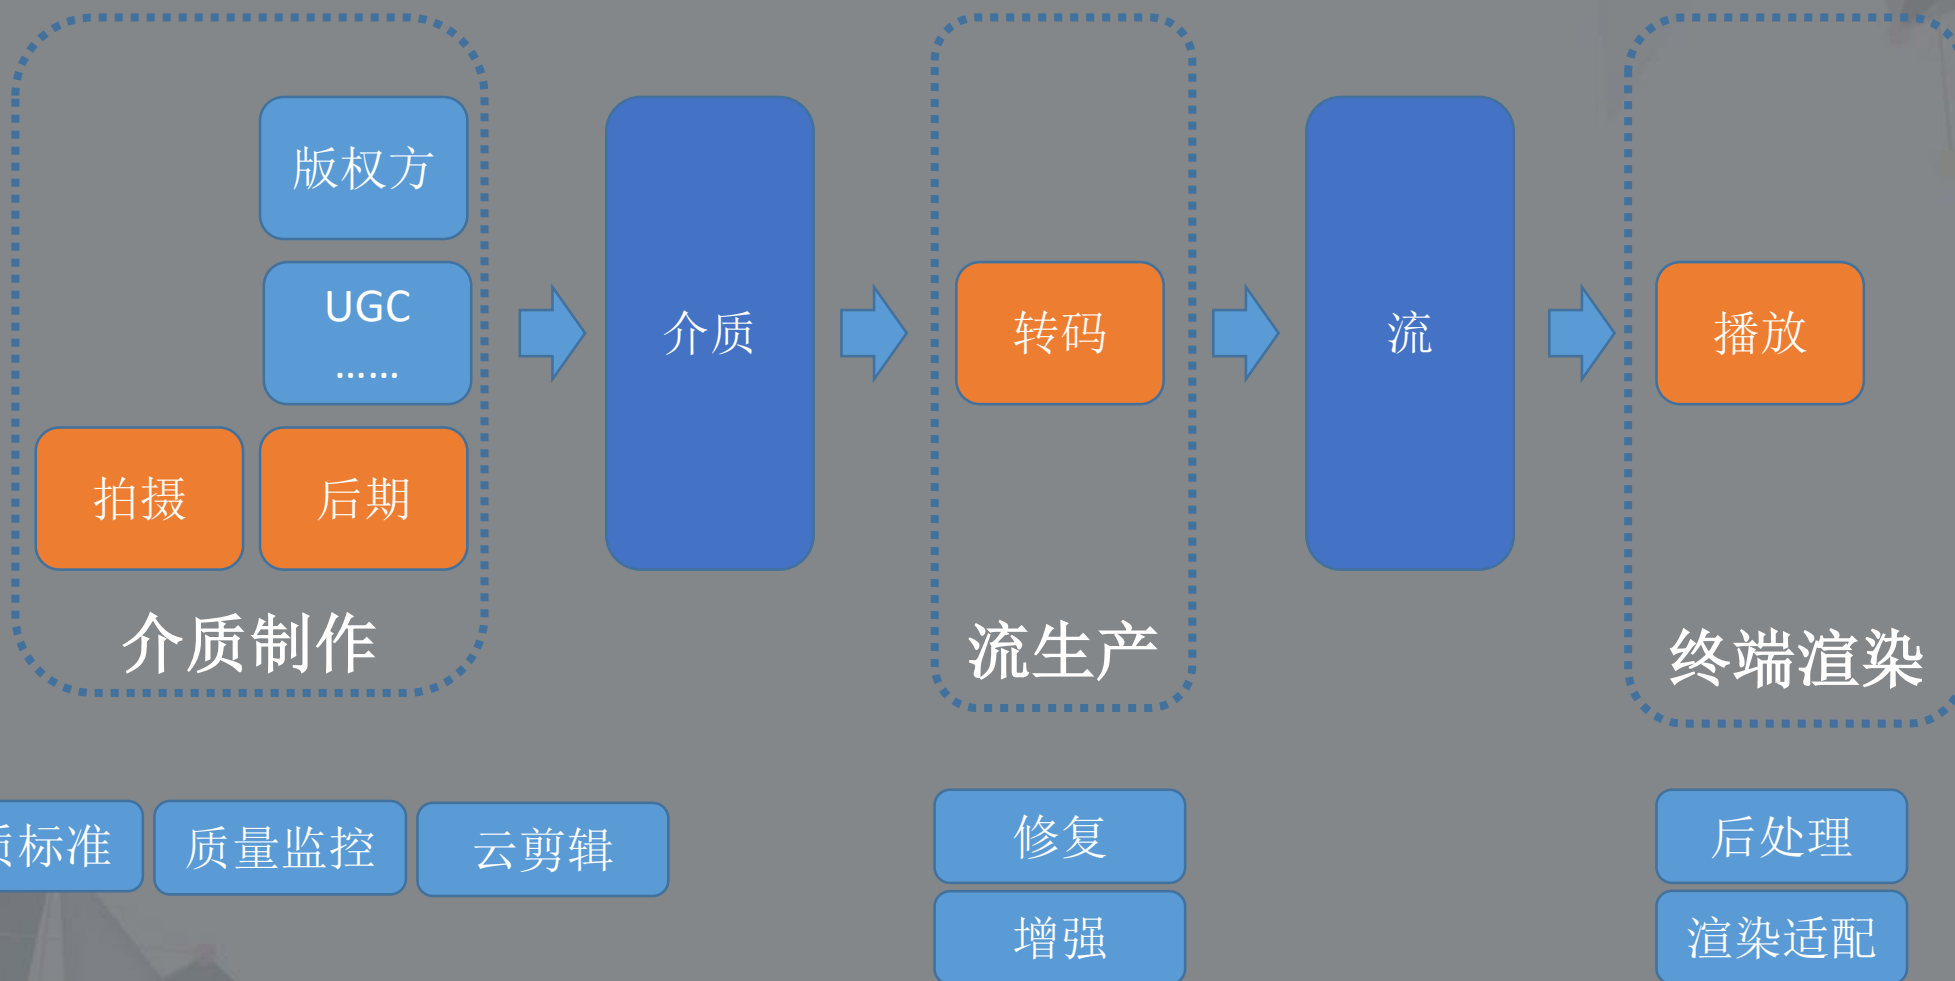 版权方
UGC
……
拍摄
后期
介质制作
介质
转码
流生产
流
播放
终端渲染
质标准
质量监控
云剪辑
修复
增强
后处理
渲染适配